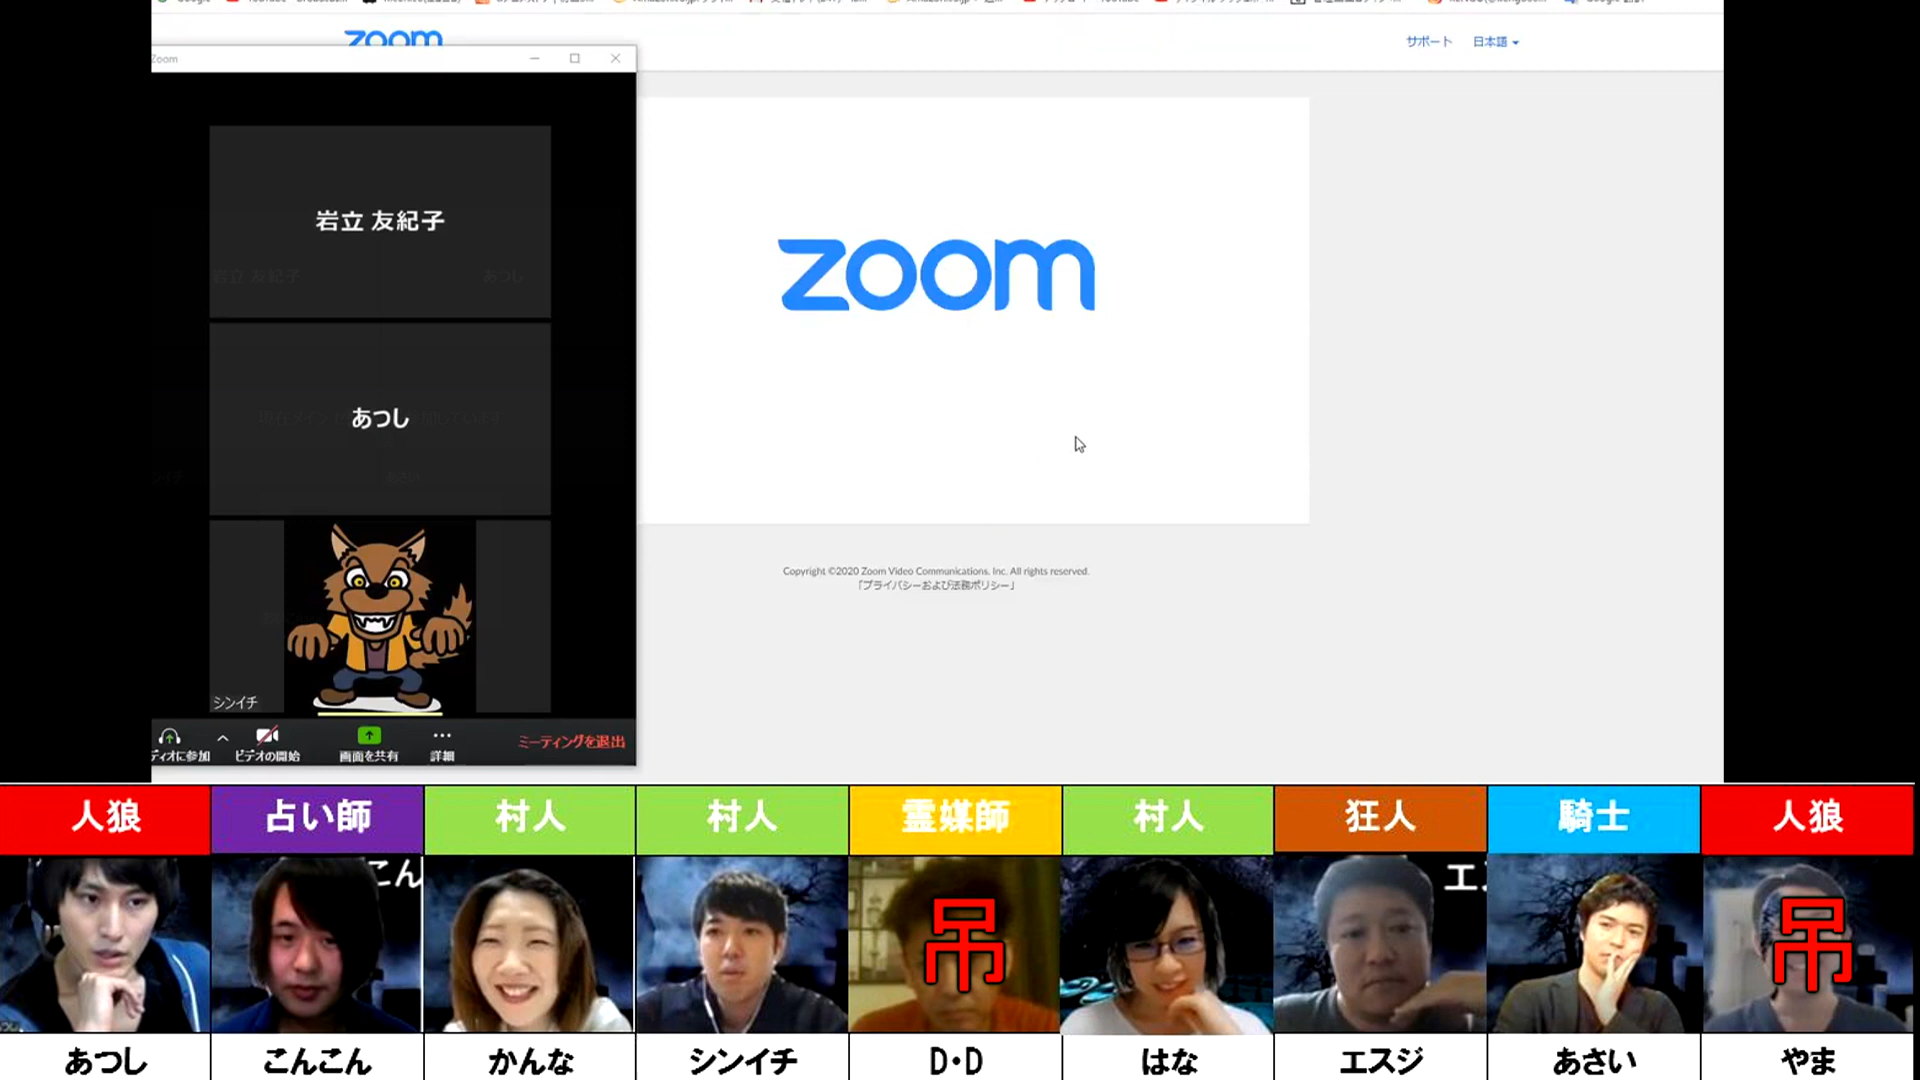 zoom
サポート 日本語
Zoom
岩立 友紀子
あつし
シンイチ
ディオに参加 ビデオの開始 画面を共有 詳細 ミーティングを退出
zoom
Copyright ©2020 Zoom Video Communications, Inc. All rights reserved.
「プライバシーおよび法務ポリシー」
人狼 占い師 村人 村人 霊媒師 村人 狂人 騎士 人狼
こん
エス
吊 吊
あつし こんこん かんな シンイチ D・D はな エスジ あさい やま